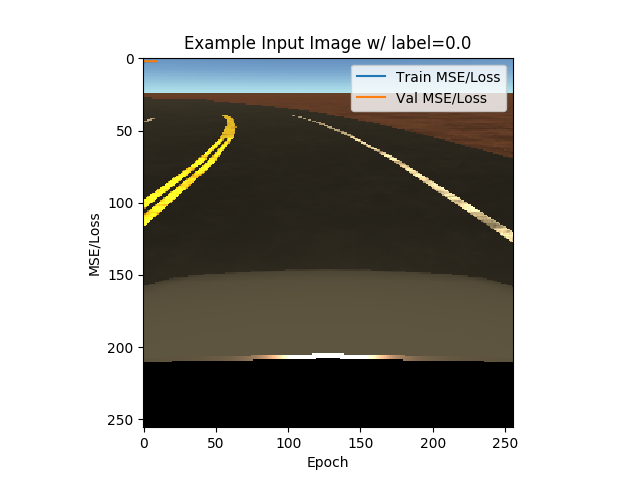 Example Input Image w/ label=0.0
Train MSE/Loss
Val MSE/Loss
0
50
100
150
200
250
MSE/Loss
0 50 100 150 200 250
Epoch